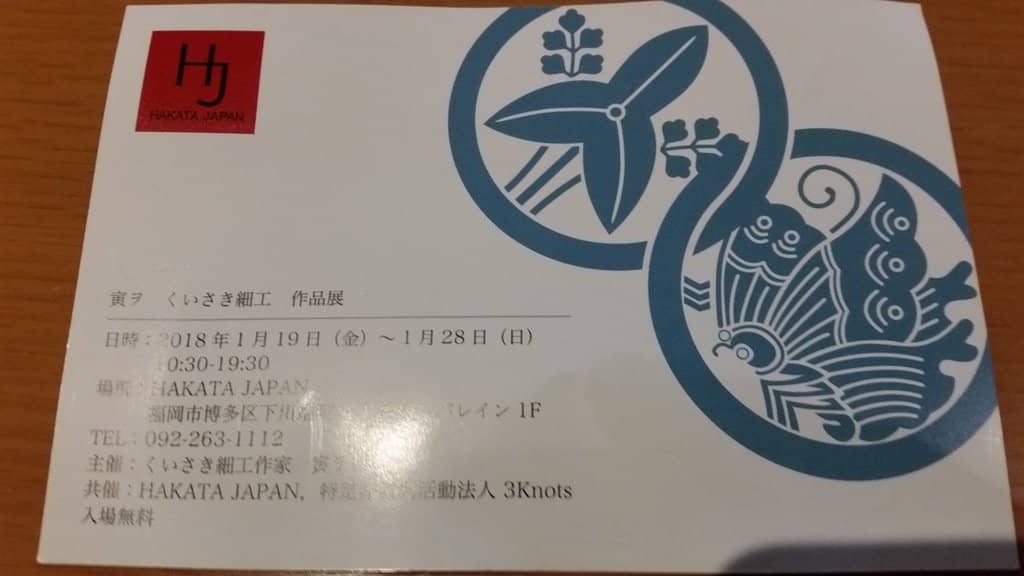 HJ
HAKATA JAPAN
寅ヲ くいさき細工 作品展
日時：2018年1月19日（金）～1月28日（日）
10:30-19:30
場所：HAKATA JAPAN
福岡市博多区下川 レイン 1F
TEL：092-263-1112
主催：くいさき細工作家 寅
共催：HAKATA JAPAN, 特定 活動法人 3Knots
入場無料